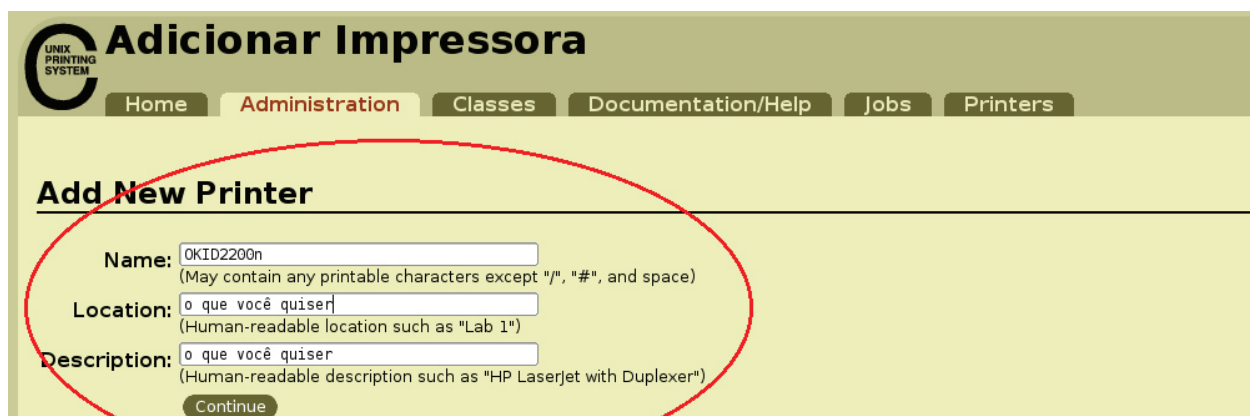 UNIX
PRINTING
SYSTEM
Adicionar Impressora
Home Administration Classes Documentation/Help Jobs Printers
Add New Printer
Name: OKID2200n
(May contain any printable characters except "/", "#", and space)
Location: o que você quiser
(Human-readable location such as "Lab 1")
Description: o que você quiser
(Human-readable description such as "HP LaserJet with Duplexer")
Continue